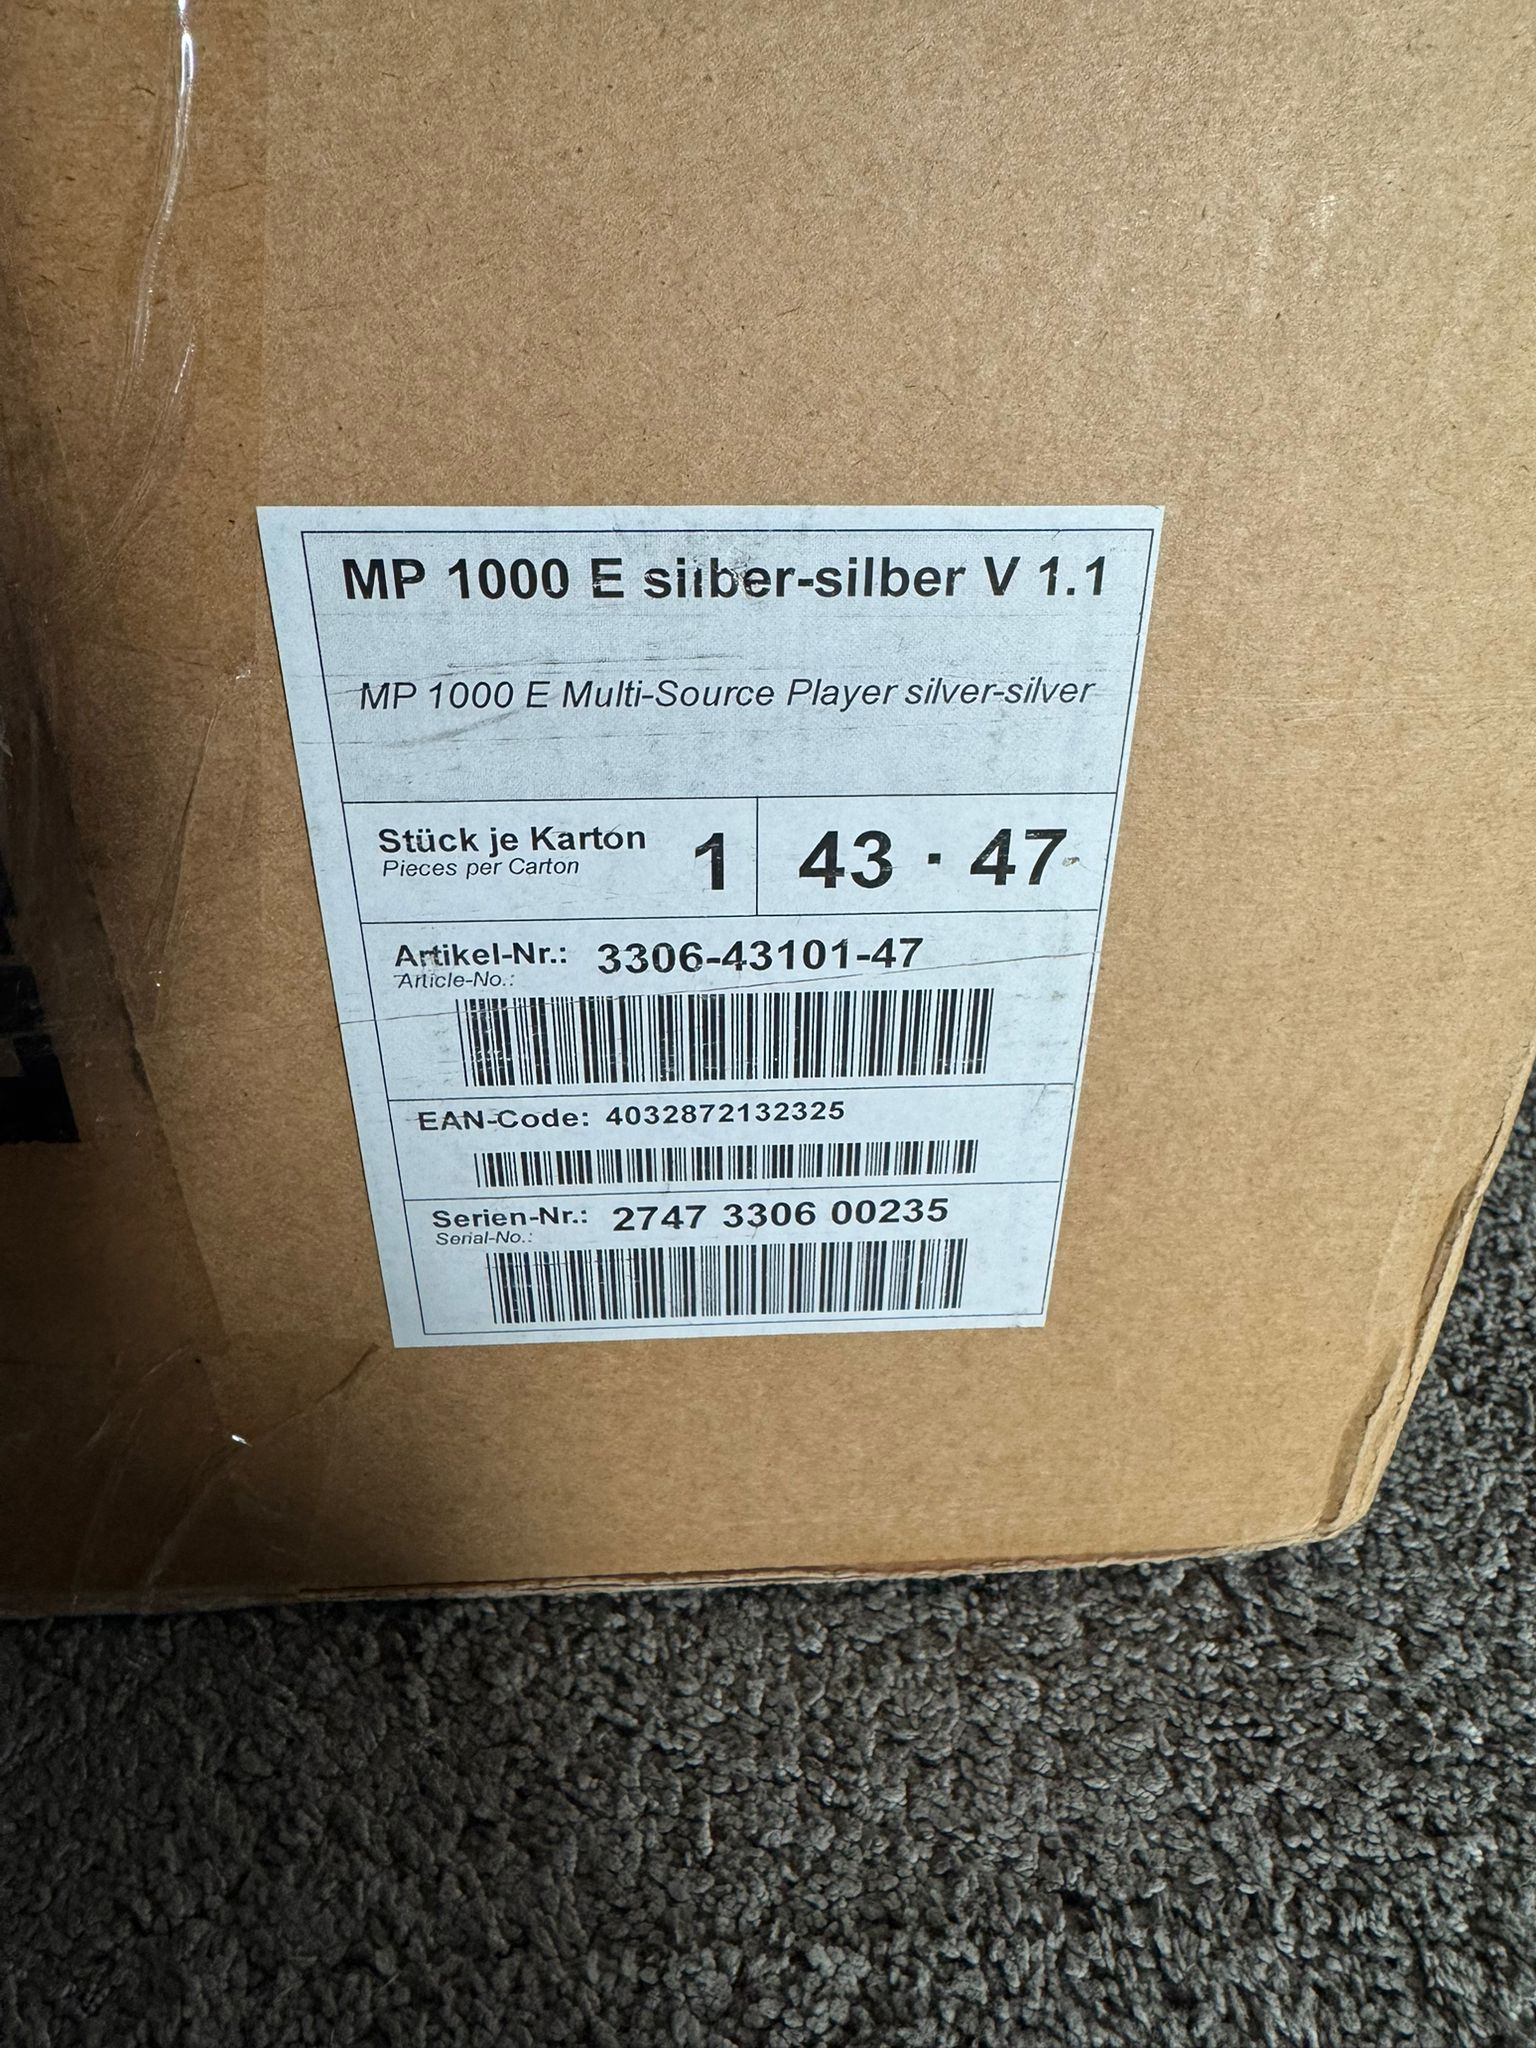 MP 1000 E silber-silber V 1.1
MP 1000 E Multi-Source Player silver-silver
Stück je Karton 1
Pieces per Carton
43 · 47
Artikel-Nr.: 3306-43101-47
Article-No.:
EAN-Code: 4032872132325
Serien-Nr.: 2747 3306 00235
Serial-No.: